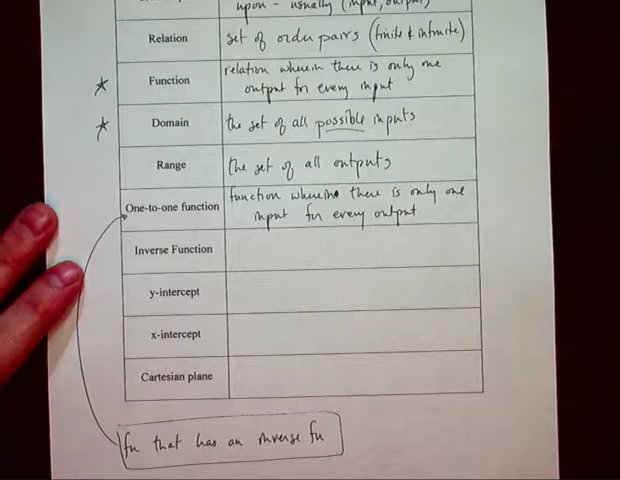 upon - usually (input, output)
Relation
set of order pairs (finite & infinite)
Function
relation wherein there is only one
output for every input
Domain
the set of all possible inputs
Range
the set of all outputs
One-to-one function
function wherein there is only one
input for every output
Inverse Function
y-intercept
x-intercept
Cartesian plane
fn that has an inverse fn